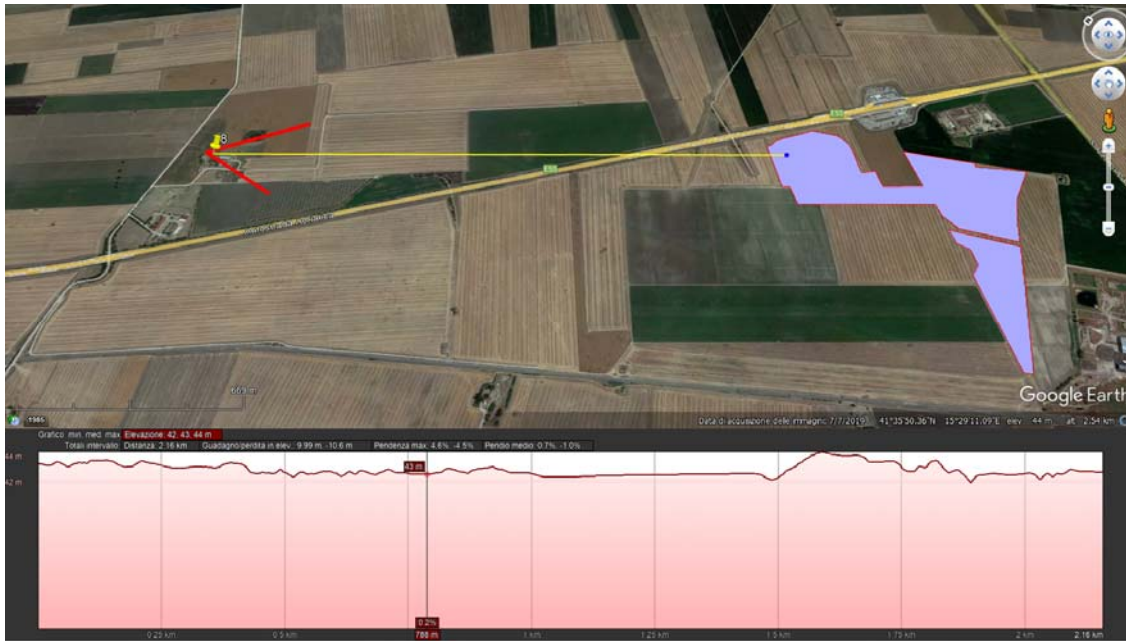 8
E55
E55
669 m
Google Earth
1985
Data di acquisizione delle immagini: 7/7/2019 41°35'50.36"N 15°29'11.09"E elev 44 m alt 2.54 km
Grafico: min, med, max Elevazione: 42, 43, 44 m
Totali intervallo: Distanza: 2.16 km Guadagno/perdita in elev.: 9.99 m, -10.6 m Pendenza max: 4.6%, -4.5% Pendio medio: 0.7%, -1.0%
44 m
43 m
42 m
0.2%
0.25 km 0.5 km 788 m 1 km 1.25 km 1.5 km 1.75 km 2 km 2.16 km